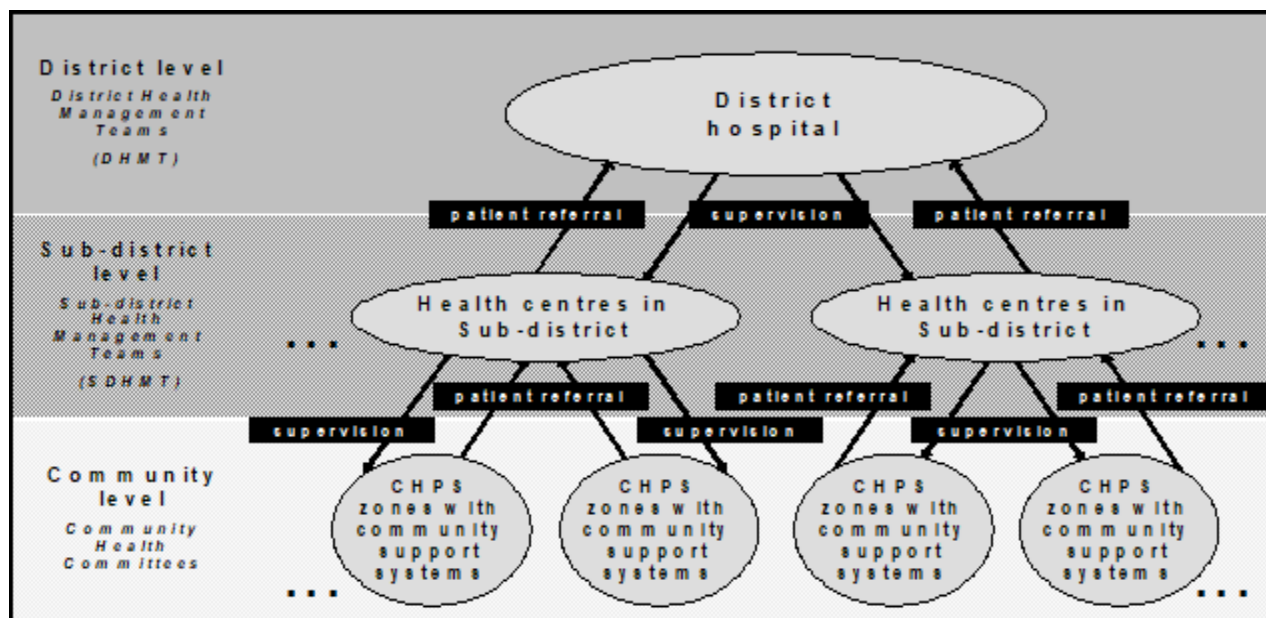 District level
District Health
Management
Teams
(DHMT)
District
hospital
patient referral
supervision
patient referral
Sub-district
level
Sub-district
Health
Management
Teams
(SDHMT)
...
Health centres in
Sub-district
Health centres in
Sub-district
...
patient referral
patient referral
patient referral
supervision
supervision
supervision
Community
level
Community
Health
Committees
...
CHPS
zones with
community
support
systems
CHPS
zones with
community
support
systems
CHPS
zones with
community
support
systems
CHPS
zones with
community
support
systems
...